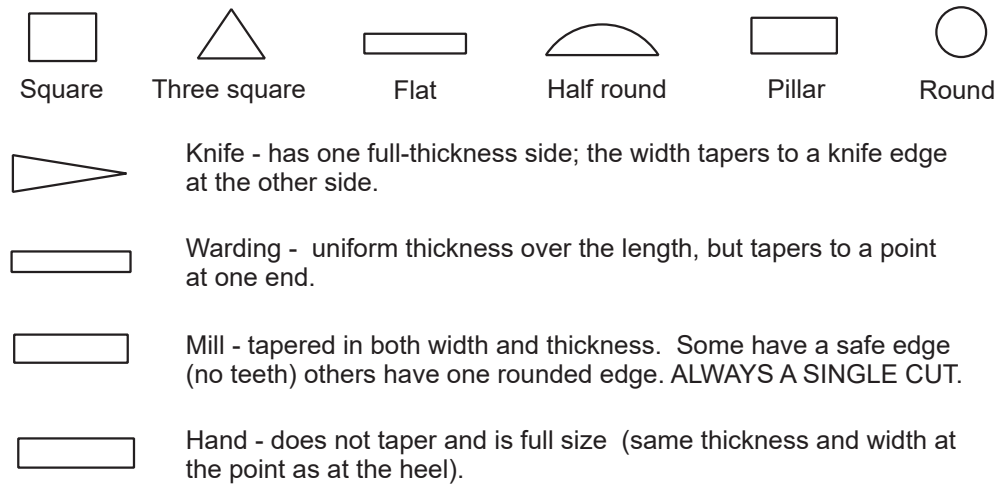 Square Three square Flat Half round Pillar Round
Knife - has one full-thickness side; the width tapers to a knife edge
at the other side.
Warding -  uniform thickness over the length, but tapers to a point
at one end.
Mill - tapered in both width and thickness.  Some have a safe edge
(no teeth) others have one rounded edge. ALWAYS A SINGLE CUT.
Hand - does not taper and is full size  (same thickness and width at
the point as at the heel).